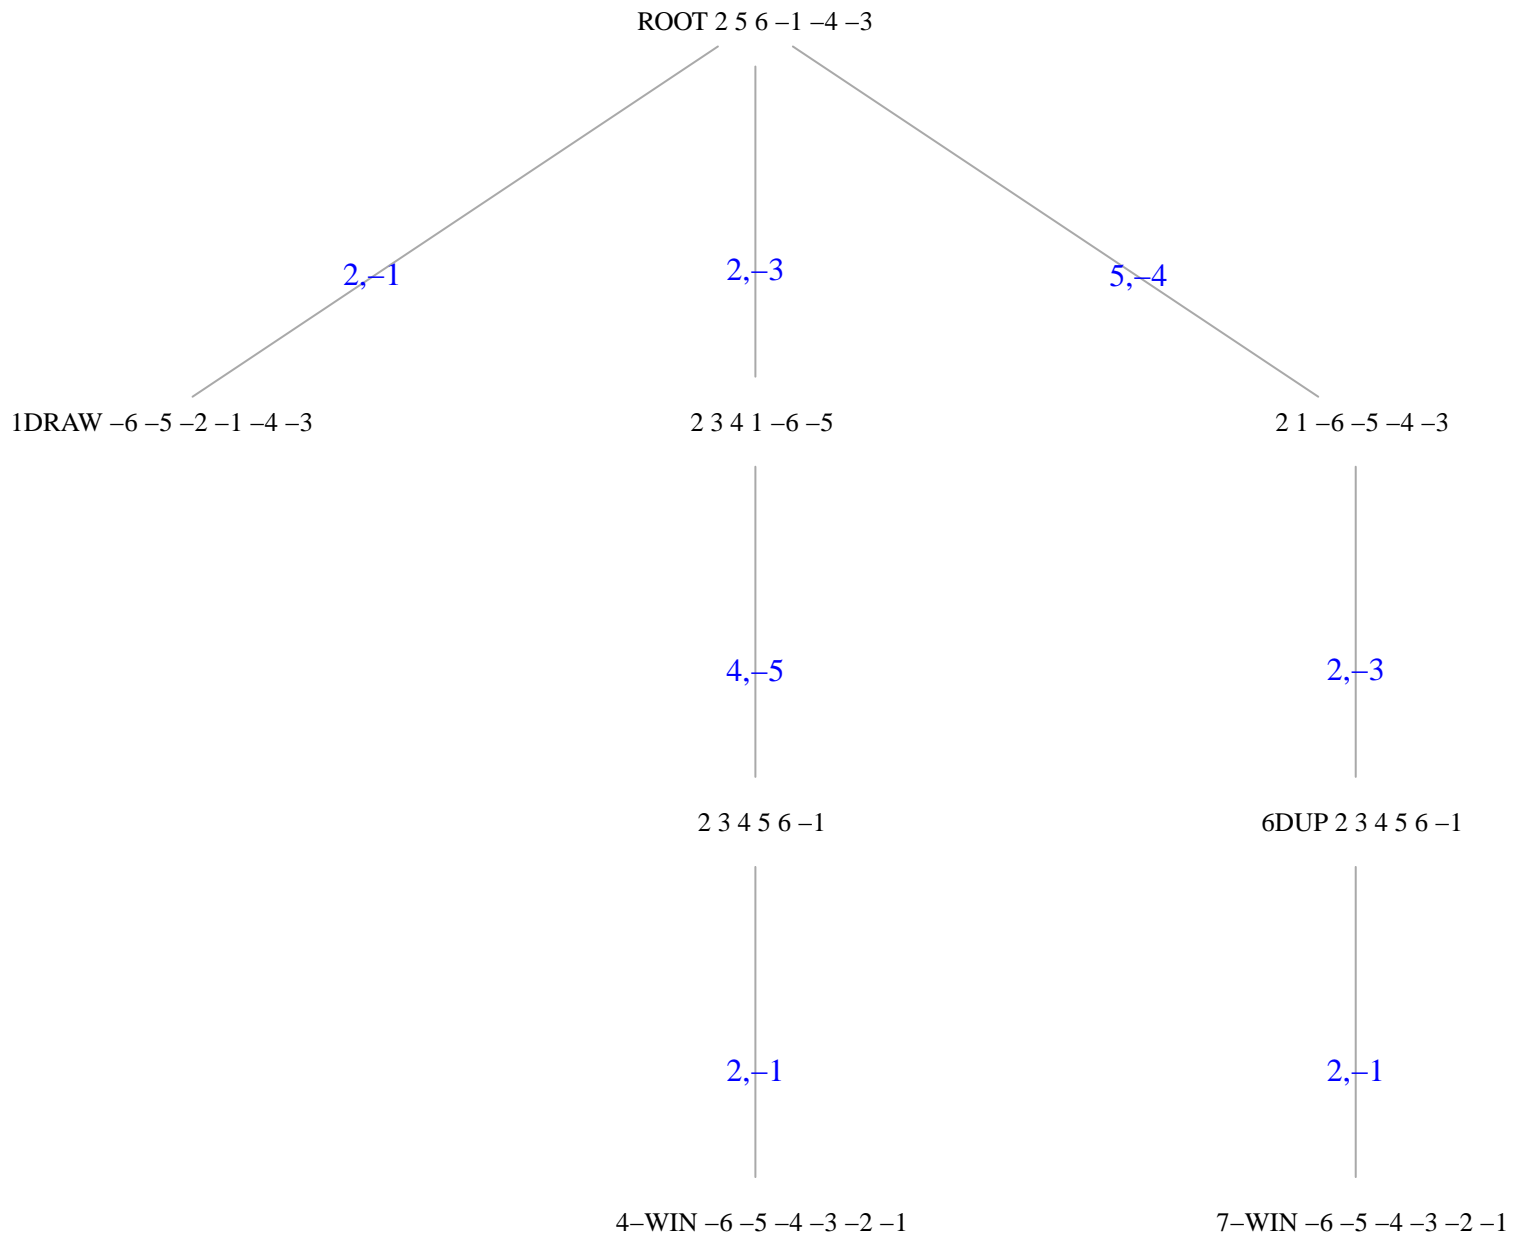 ROOT 2 5 6 –1 –4 –3
2,–1
2,–3
5,–4
1DRAW –6 –5 –2 –1 –4 –3
2 3 4 1 –6 –5
2 1 –6 –5 –4 –3
4,–5
2,–3
2 3 4 5 6 –1
6DUP 2 3 4 5 6 –1
2,–1
2,–1
4–WIN –6 –5 –4 –3 –2 –1
7–WIN –6 –5 –4 –3 –2 –1